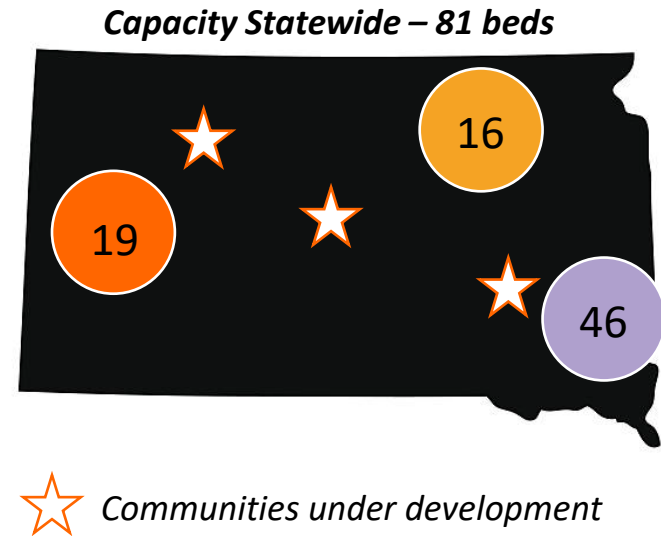 Capacity Statewide – 81 beds
16
19
46
Communities under development